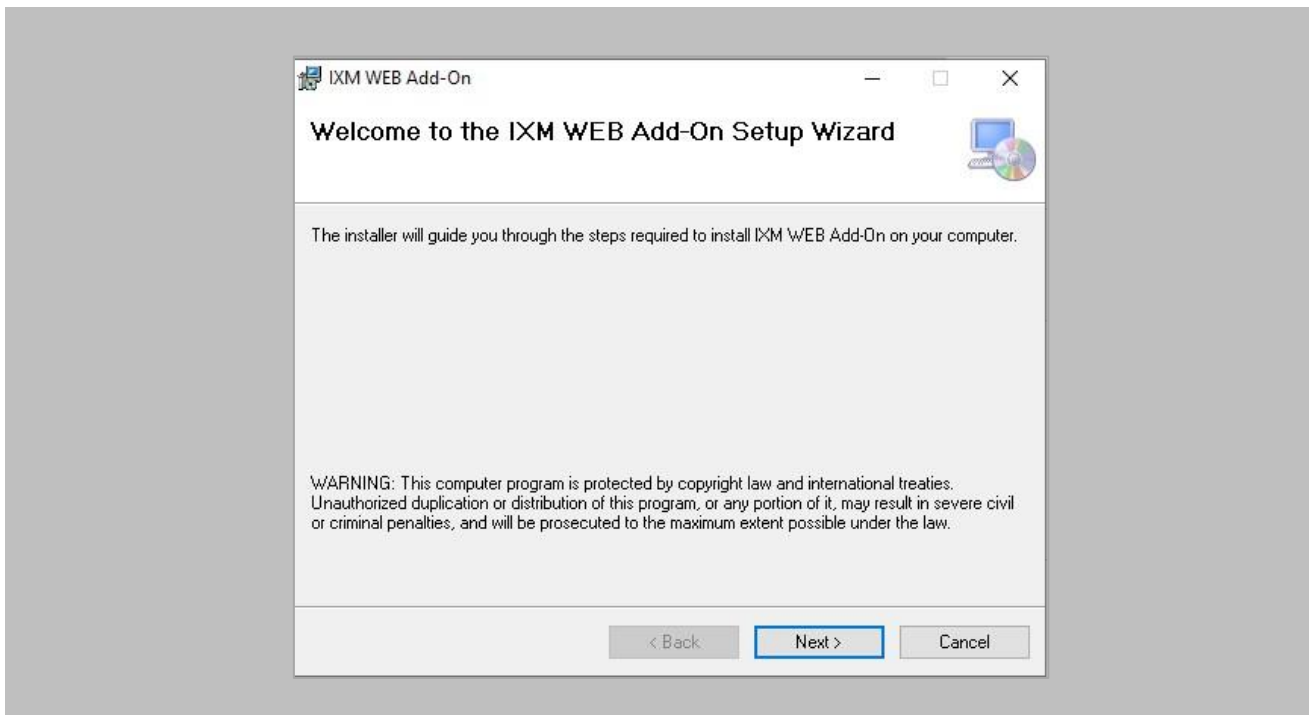 IXM WEB Add-On
Welcome to the IXM WEB Add-On Setup Wizard
The installer will guide you through the steps required to install IXM WEB Add-On on your computer.
WARNING: This computer program is protected by copyright law and international treaties.
Unauthorized duplication or distribution of this program, or any portion of it, may result in severe civil
or criminal penalties, and will be prosecuted to the maximum extent possible under the law.
< Back
Next >
Cancel